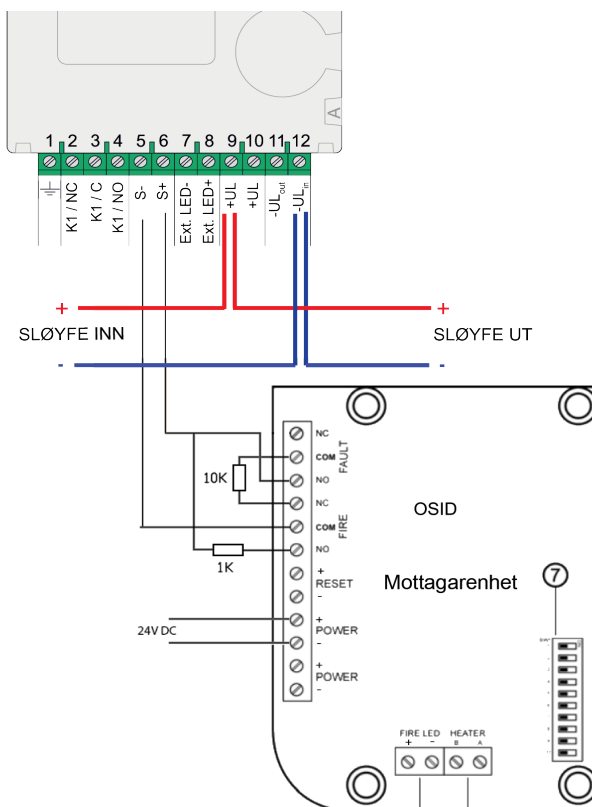 A
1 2 3 4 5 6 7 8 9 10 11 12
K1 / NC
K1 / C
K1 / NO
S-
S+
Ext. LED-
Ext. LED+
+UL
+UL
-ULout
-ULin
+ +
SLØYFE INN SLØYFE UT
- -
NC
COM
NO
FAULT
10K
NC
COM
NO
FIRE
1K
OSID
Mottagarenhet
7
+
RESET
-
24V DC
+
POWER
-
+
POWER
-
FIRE LED HEATER
+ - B A